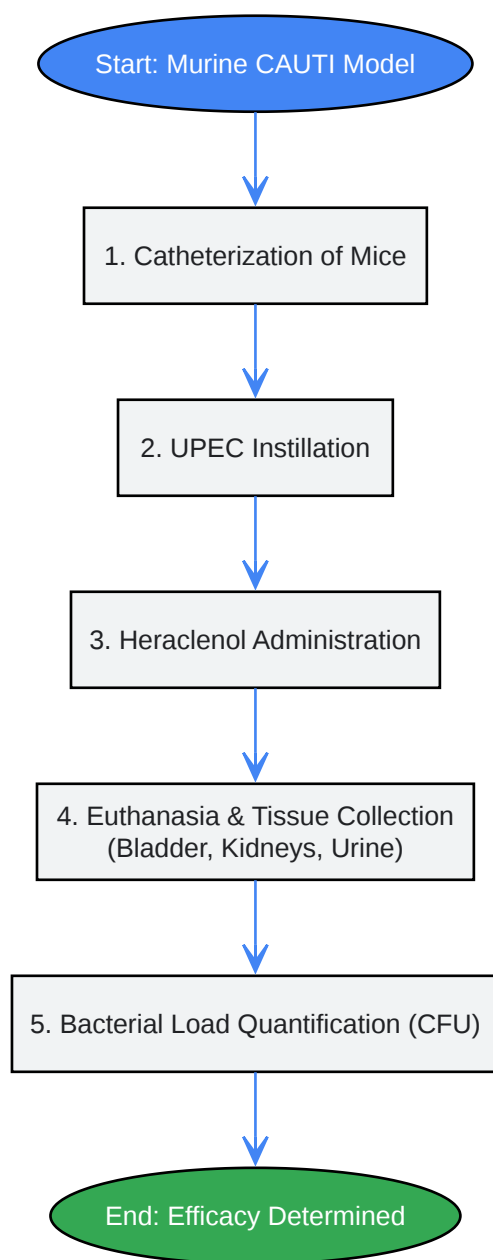 Start: Murine CAUTI Model
1. Catheterization of Mice
2. UPEC Instillation
3. Heraclenol Administration
4. Euthanasia & Tissue Collection
(Bladder, Kidneys, Urine)
5. Bacterial Load Quantification (CFU)
End: Efficacy Determined